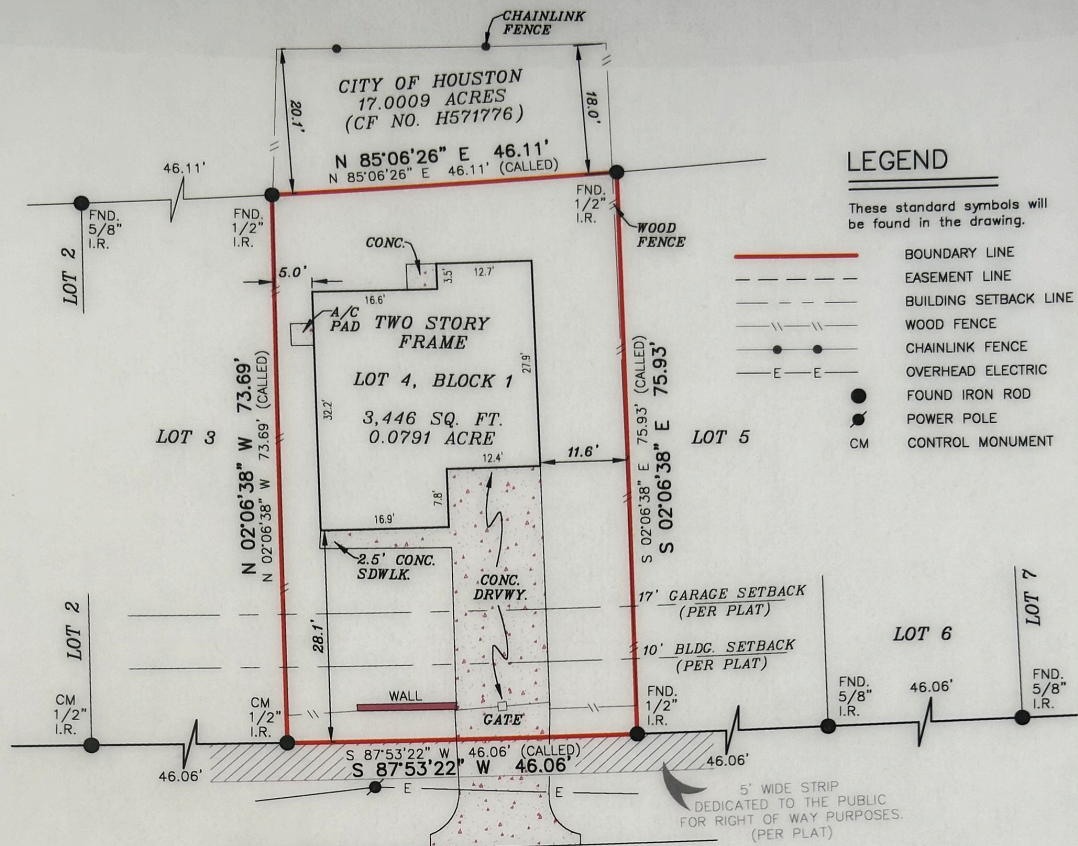 CHAINLINK
FENCE
CITY OF HOUSTON
17.0009 ACRES
(CF NO. H571776)
20.1'
18.0'
N 85°06'26" E 46.11'
N 85°06'26" E 46.11' (CALLED)
46.11'
FND.
5/8"
I.R.
FND.
1/2"
I.R.
FND.
1/2"
I.R.
WOOD
FENCE
LOT 2
CONC.
5.0'
16.6'
3.5'
12.7'
A/C
PAD
TWO STORY
FRAME
LOT 4, BLOCK 1
3,446 SQ. FT.
0.0791 ACRE
32.2'
27.9'
12.4'
11.6'
7.8'
16.9'
LOT 3
N 02°06'38" W 73.69'
N 02°06'38" W 73.69' (CALLED)
S 02°06'38" E 75.93' (CALLED)
S 02°06'38" E 75.93'
LOT 5
2.5' CONC.
SDWLK.
CONC.
DRVWY.
28.1'
17' GARAGE SETBACK
(PER PLAT)
10' BLDG. SETBACK
(PER PLAT)
LOT 2
LOT 6
LOT 7
WALL
GATE
CM
1/2"
I.R.
CM
1/2"
I.R.
FND.
1/2"
I.R.
FND.
5/8"
I.R.
46.06'
FND.
5/8"
I.R.
46.06'
S 87°53'22" W 46.06' (CALLED)
S 87°53'22" W 46.06'
46.06'
E
E
5' WIDE STRIP
DEDICATED TO THE PUBLIC
FOR RIGHT OF WAY PURPOSES.
(PER PLAT)
LEGEND
These standard symbols will
be found in the drawing.
BOUNDARY LINE
EASEMENT LINE
BUILDING SETBACK LINE
WOOD FENCE
CHAINLINK FENCE
E E OVERHEAD ELECTRIC
FOUND IRON ROD
POWER POLE
CM CONTROL MONUMENT